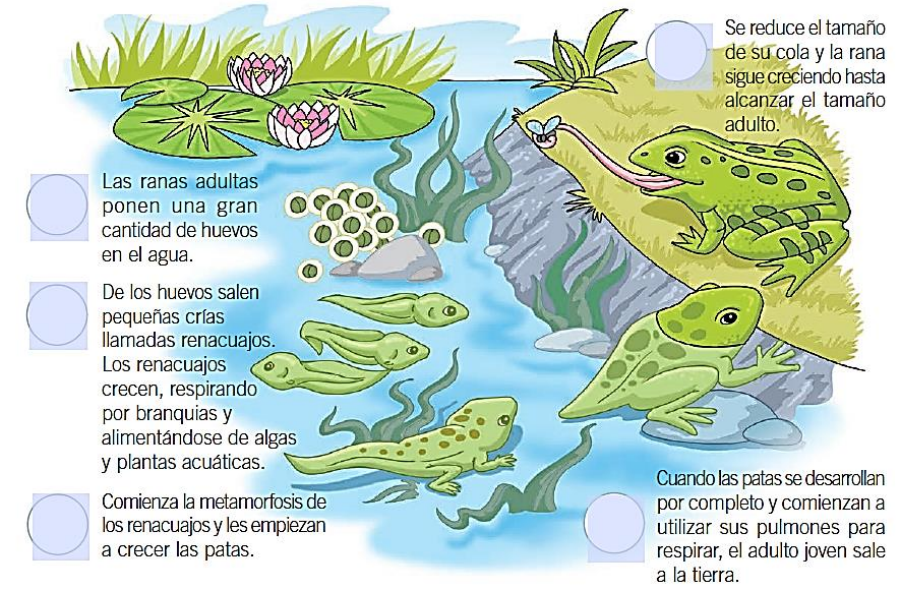 Se reduce el tamaño
de su cola y la rana
sigue creciendo hasta
alcanzar el tamaño
adulto.
Las ranas adultas
ponen una gran
cantidad de huevos
en el agua.
De los huevos salen
pequeñas crías
llamadas renacuajos.
Los renacuajos
crecen, respirando
por branquias y
alimentándose de algas
y plantas acuáticas.
Comienza la metamorfosis de
los renacuajos y les empiezan
a crecer las patas.
Cuando las patas se desarrollan
por completo y comienzan a
utilizar sus pulmones para
respirar, el adulto joven sale
a la tierra.